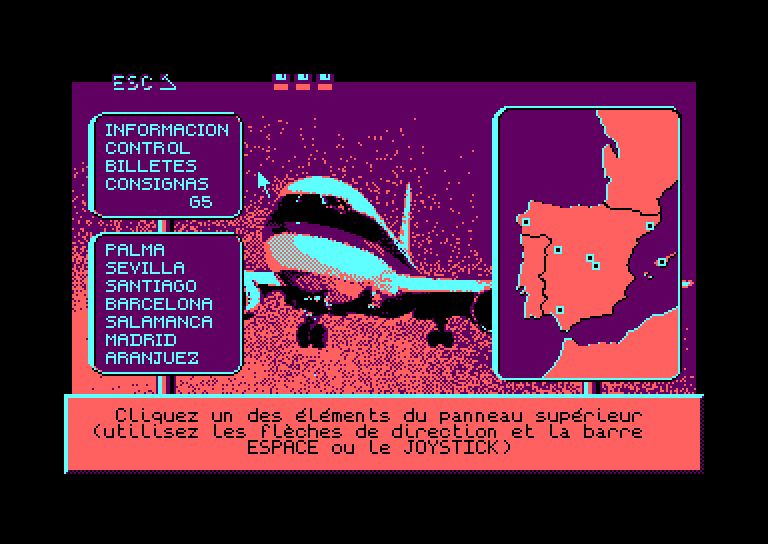 ESC
INFORMACION
CONTROL
BILLETES
CONSIGNAS
G5
PALMA
SEVILLA
SANTIAGO
BARCELONA
SALAMANCA
MADRID
ARANJUEZ
Cliquez un des éléments du panneau supérieur
(utilisez les flèches de direction et la barre
ESPACE ou le JOYSTICK)